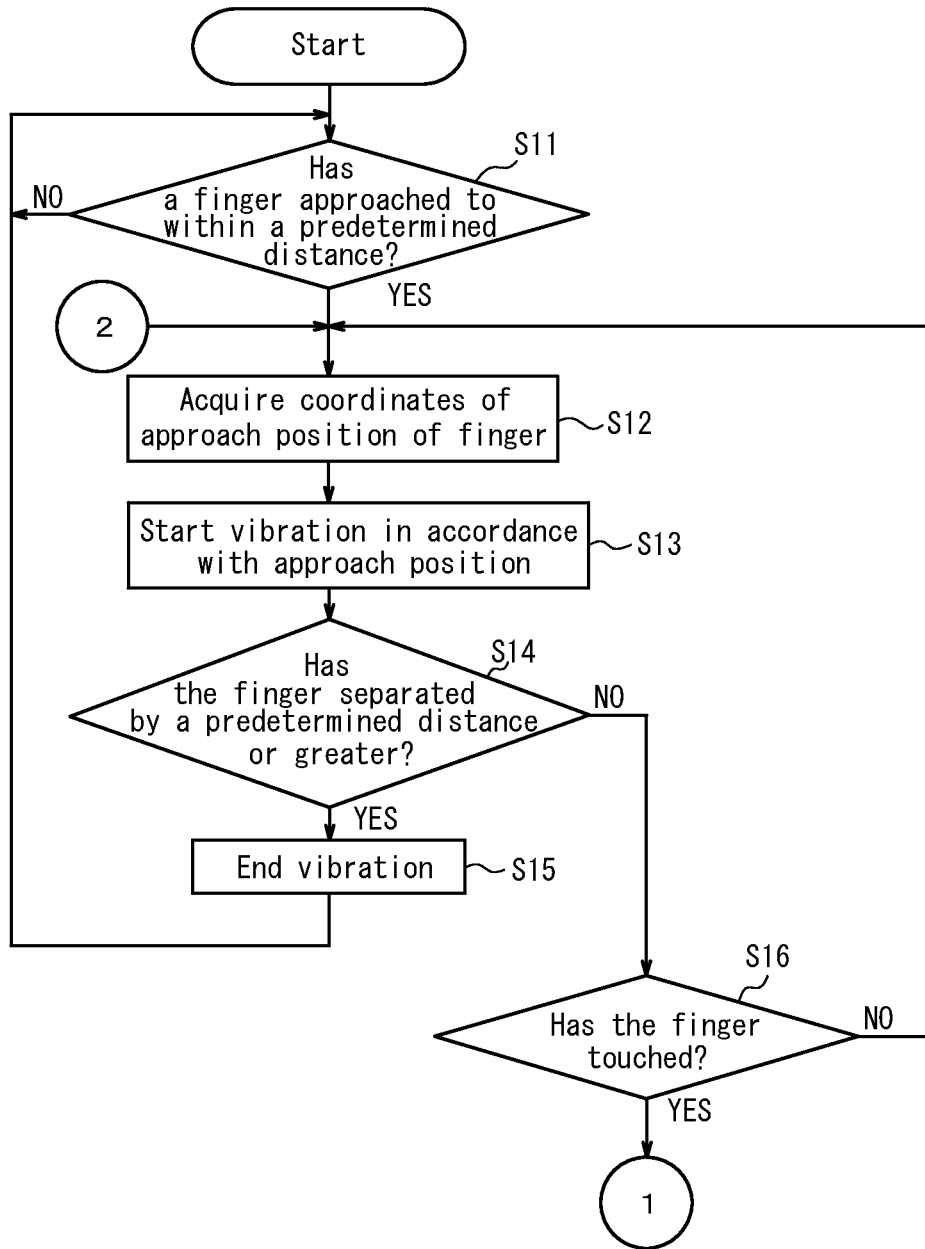 Start
S11
Has
a finger approached to
within a predetermined
distance?
NO
YES
2
Acquire coordinates of
approach position of finger
S12
Start vibration in accordance
with approach position
S13
S14
Has
the finger separated
by a predetermined distance
or greater?
NO
YES
End vibration
S15
S16
Has the finger
touched?
NO
YES
1